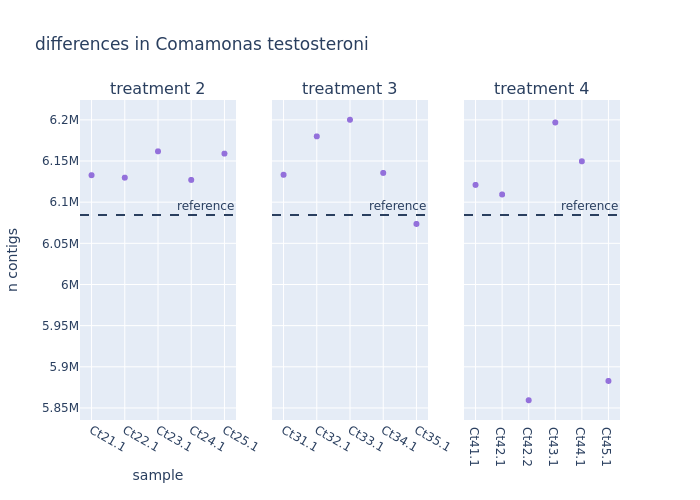 differences in Comamonas testosteroni
treatment 2
treatment 3
treatment 4
6.2M
6.15M
6.1M
6.05M
6M
5.95M
5.9M
5.85M
n contigs
reference
reference
reference
Ct21.1
Ct22.1
Ct23.1
Ct24.1
Ct25.1
Ct31.1
Ct32.1
Ct33.1
Ct34.1
Ct35.1
Ct41.1
Ct42.1
Ct42.2
Ct43.1
Ct44.1
Ct45.1
sample